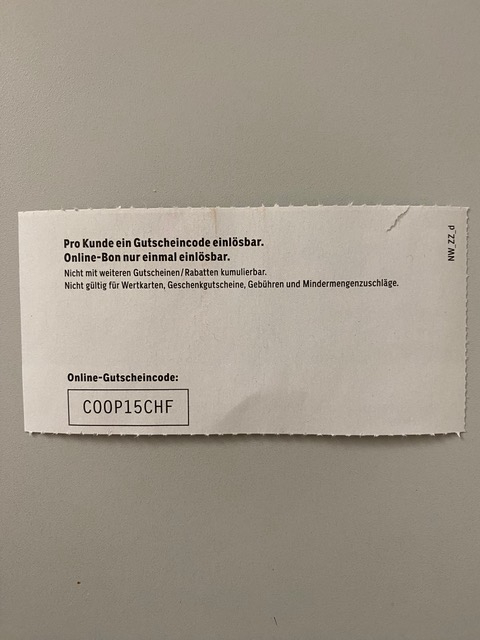 Pro Kunde ein Gutscheincode einlösbar.
Online-Bon nur einmal einlösbar.
Nicht mit weiteren Gutscheinen/Rabatten kumulierbar.
Nicht gültig für Wertkarten, Geschenkgutscheine, Gebühren und Mindermengenzuschläge.
P_ZZ_MN
Online-Gutscheincode:
COOP15CHF